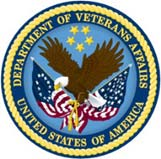 DEPARTMENT OF VETERANS AFFAIRS
UNITED STATES OF AMERICA